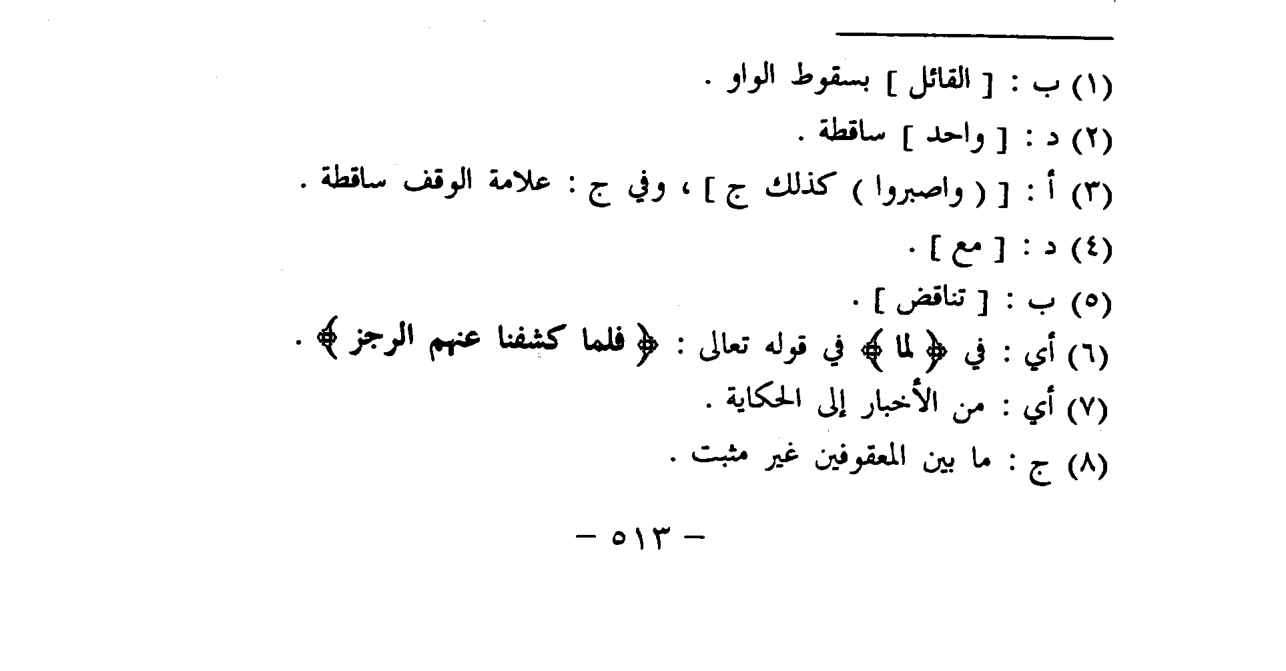 (١) ب : [ القائل ] بسقوط الواو .
(٢) د : [ واحد ] ساقطة .
(٣) أ : [ ( واصبروا ) كذلك ج ] ، وفي ج : علامة الوقف ساقطة .
(٤) د : [ مع ] .
(٥) ب : [ تناقض ] .
(٦) أي : في ﴿ لما ﴾ في قوله تعالى : ﴿ فلما كشفنا عنهم الرجز ﴾ .
(٧) أي : من الأخبار إلى الحكاية .
(٨) ج : ما بين المعقوفين غير مثبت .
– ٥١٣ –